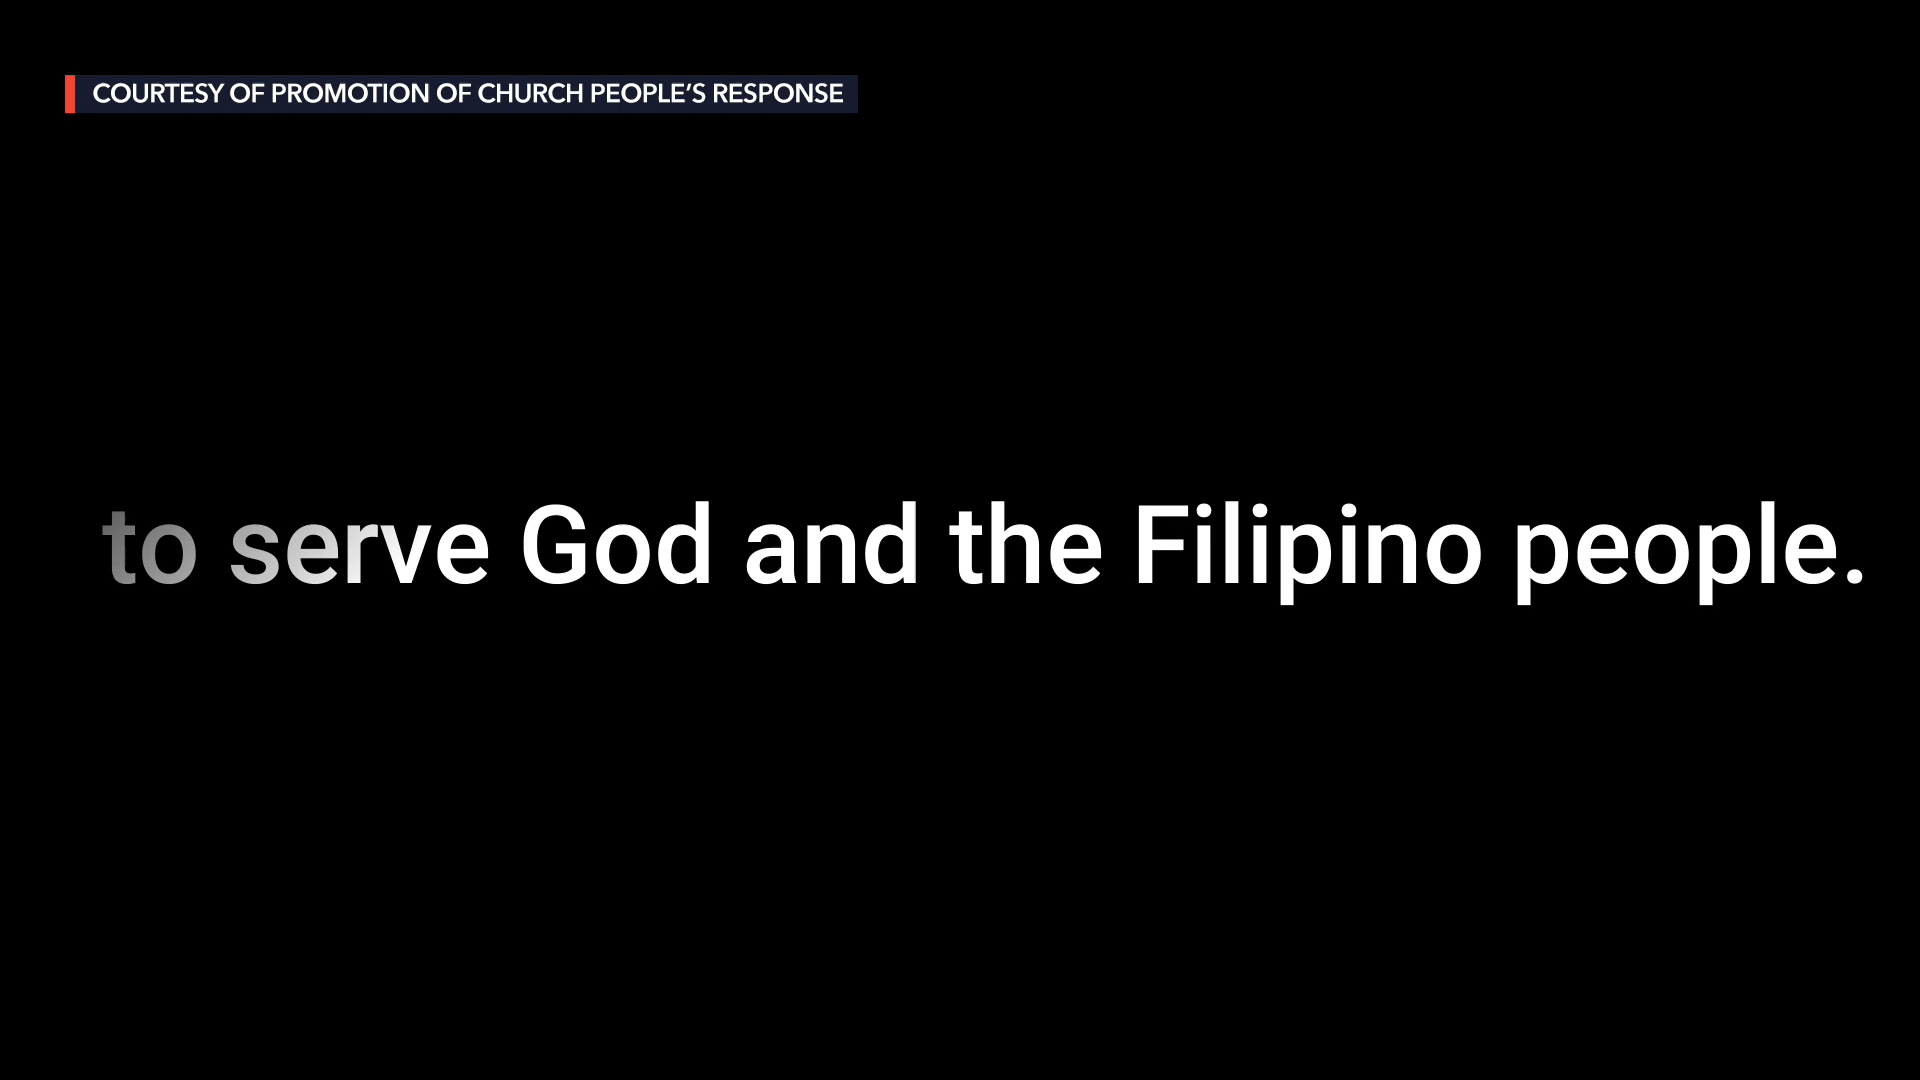 COURTESY OF PROMOTION OF CHURCH PEOPLE’S RESPONSE
to serve God and the Filipino people.